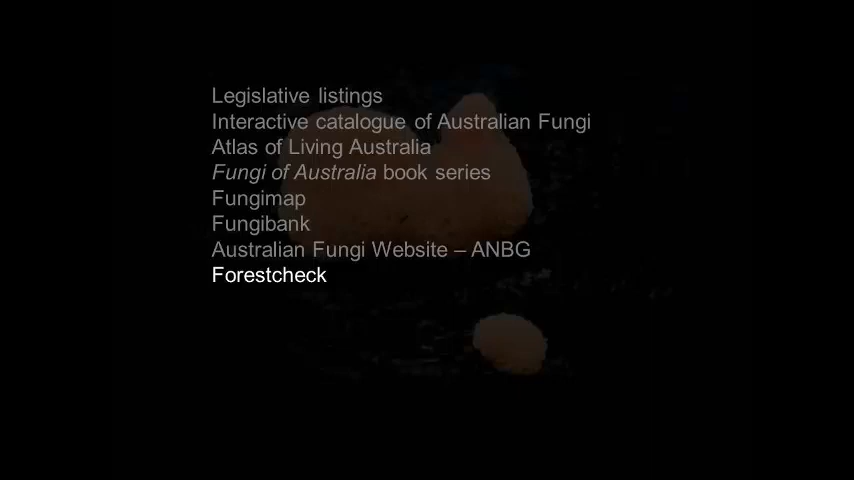 Legislative listings
Interactive catalogue of Australian Fungi
Atlas of Living Australia
Fungi of Australia book series
Fungimap
Fungibank
Australian Fungi Website – ANBG
Forestcheck